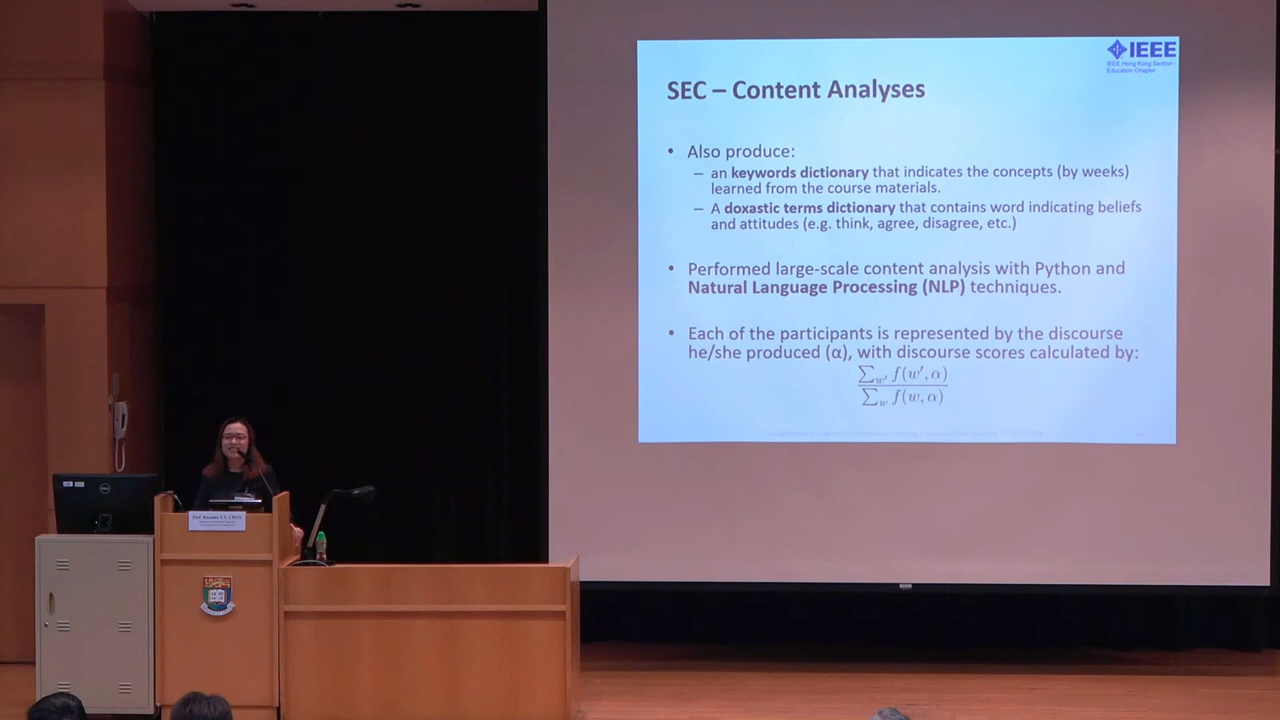 IEEE
IEEE Hong Kong Section -
Education Chapter
SEC – Content Analyses
• Also produce:
– an keywords dictionary that indicates the concepts (by weeks)
learned from the course materials.
– A doxastic terms dictionary that contains word indicating beliefs
and attitudes (e.g. think, agree, disagree, etc.)
• Performed large-scale content analysis with Python and
Natural Language Processing (NLP) techniques.
• Each of the participants is represented by the discourse
he/she produced (α), with discourse scores calculated by:
∑w′ f(w′, α)
∑w f(w, α)
DELL
CHAN